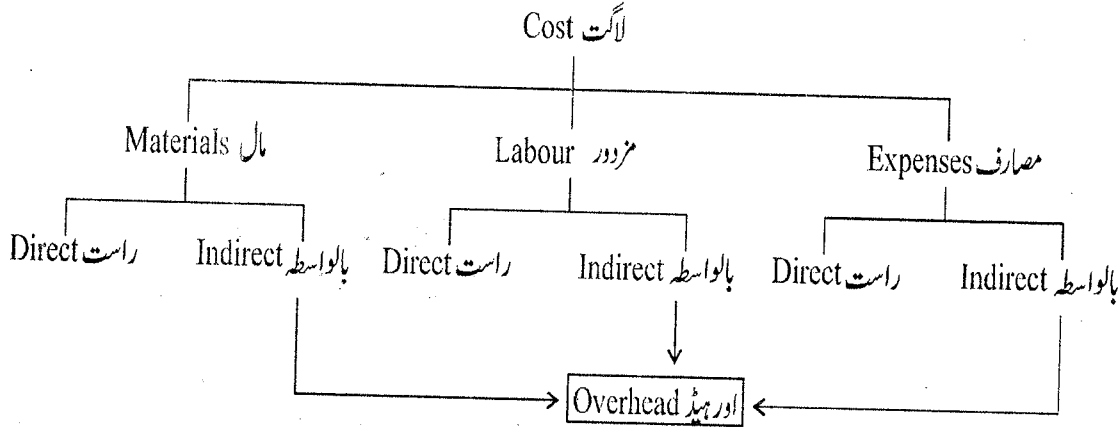 Cost لاگت
Materials مال Labour مزدور Expenses مصارف
Direct راست Indirect بالواسطہ Direct راست Indirect بالواسطہ Direct راست Indirect بالواسطہ
Overhead اورہیڈ